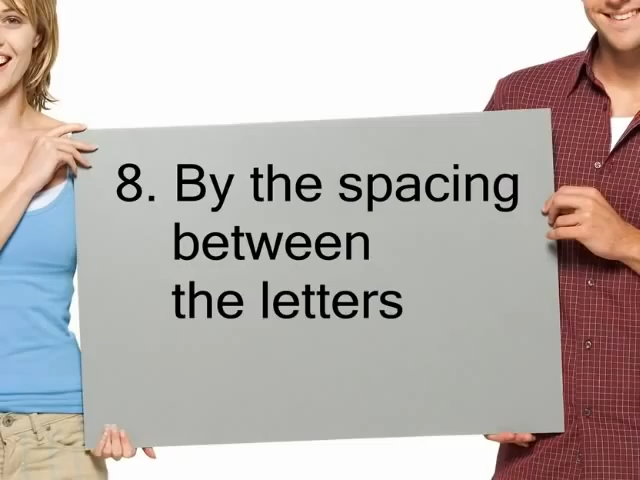 8. By the spacing
between
the letters